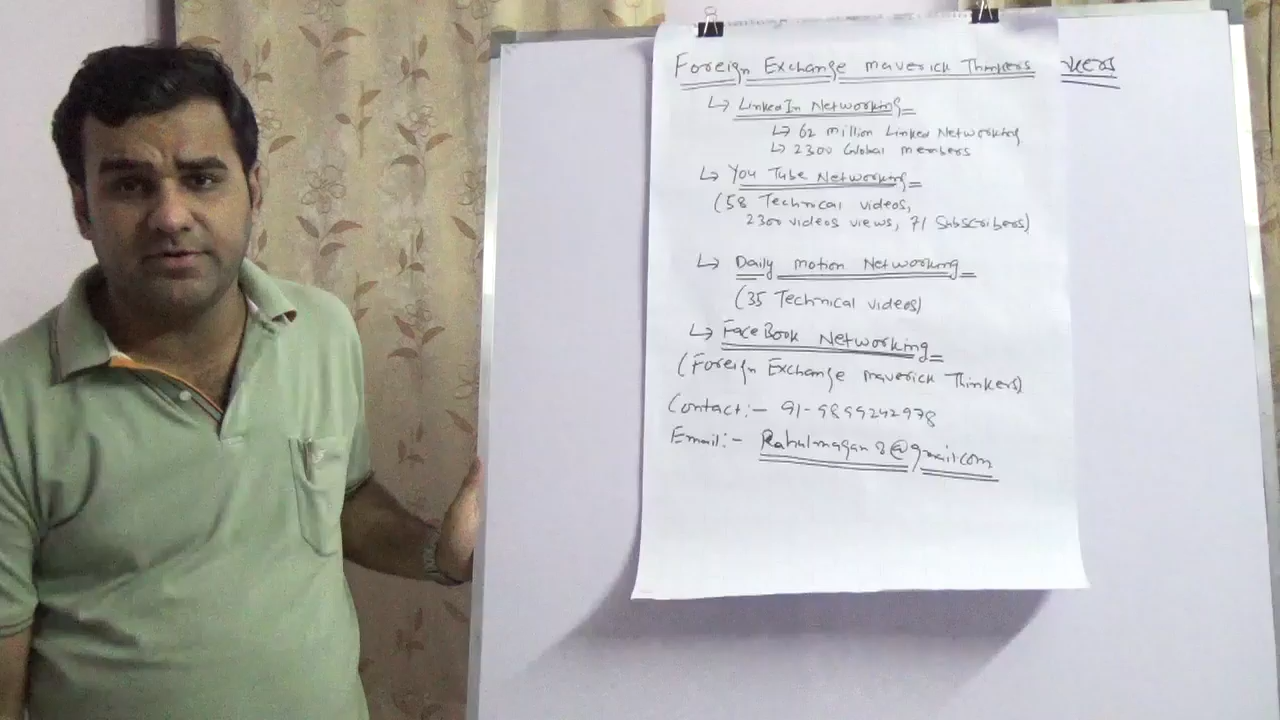 Foreign Exchange maverick Thinkers kers
↳ LinkedIn Networking
↳ 62 million Linked Networking
↳ 2300 Global members
↳ You Tube Networking
(58 Technical videos,
2300 videos views, 71 Subscribers)
↳ Daily motion Networking
(35 Technical videos)
↳ FaceBook Networking
(Foreign Exchange maverick Thinkers)
Contact:- 91-9899242978
Email:- Rahulmagan8@gmail.com